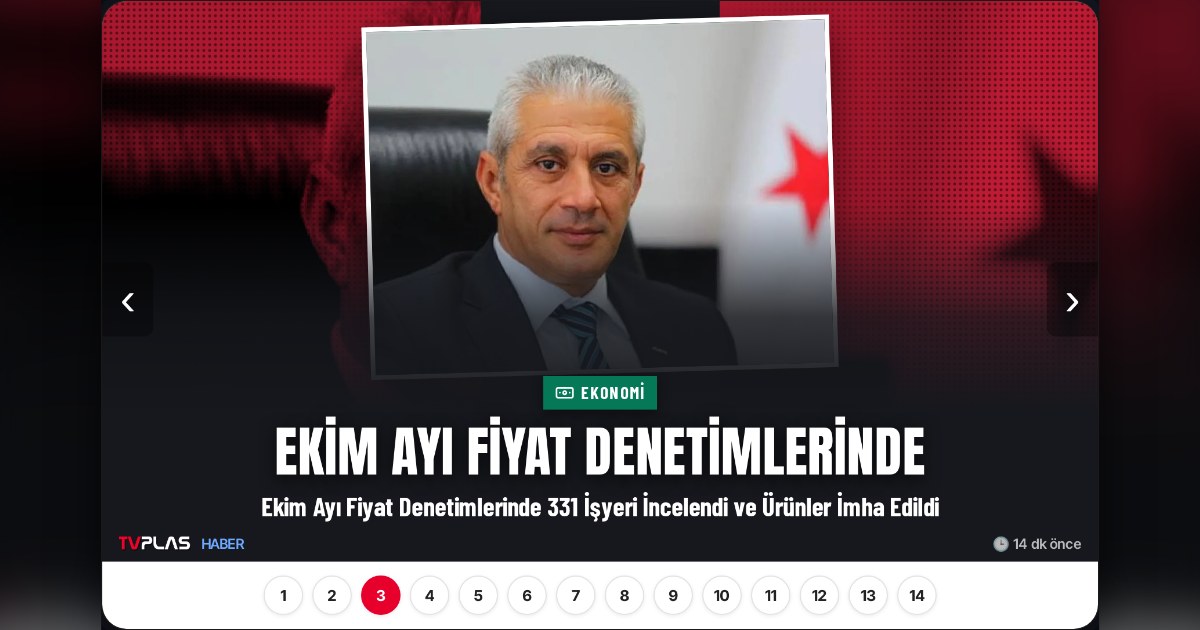 ‹
›
EKONOMİ
EKİM AYI FİYAT DENETİMLERİNDE
Ekim Ayı Fiyat Denetimlerinde 331 İşyeri İncelendi ve Ürünler İmha Edildi
TVPLAS HABER
14 dk önce
1 2 3 4 5 6 7 8 9 10 11 12 13 14